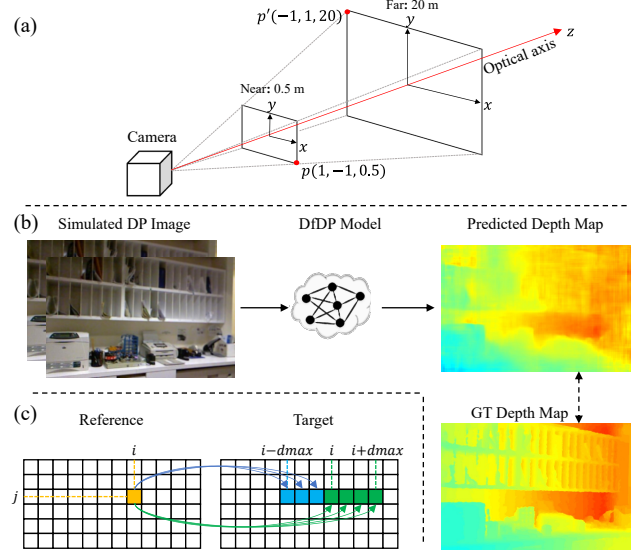 (a)
p′(−1, 1, 20)
Far: 20 m
y
z
Optical axis
x
Near: 0.5 m
y
x
Camera
p(1, −1, 0.5)
(b)
Simulated DP Image
DfDP Model
Predicted Depth Map
(c)
GT Depth Map
Reference
Target
i
i−dmax
i
i+dmax
j